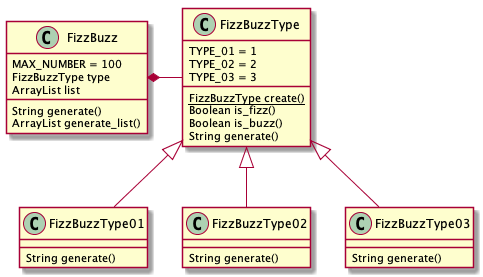 C FizzBuzz
MAX_NUMBER = 100
FizzBuzzType type
ArrayList list
String generate()
ArrayList generate_list()
C FizzBuzzType
TYPE_01 = 1
TYPE_02 = 2
TYPE_03 = 3
FizzBuzzType create()
Boolean is_fizz()
Boolean is_buzz()
String generate()
C FizzBuzzType01
String generate()
C FizzBuzzType02
String generate()
C FizzBuzzType03
String generate()